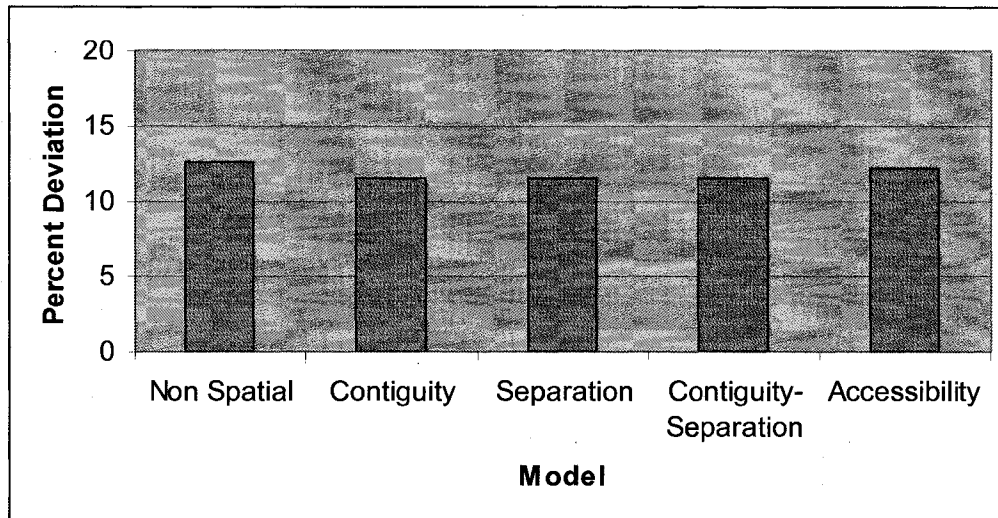 Percent Deviation
20
15
10
5
0
Non Spatial Contiguity Separation Contiguity- Accessibility
Separation
Model